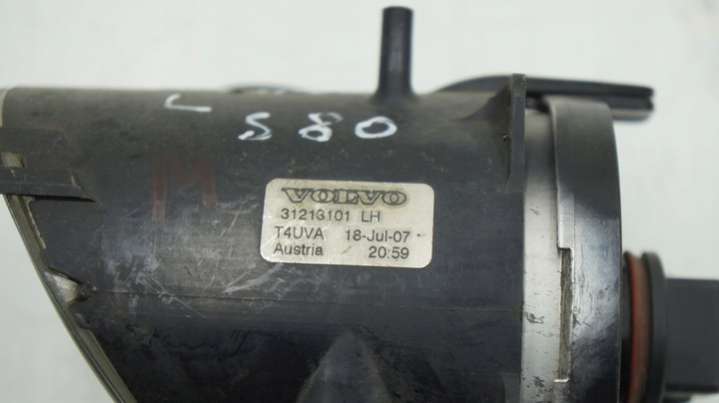 L
S80
VOLVO
31213101 LH
T4UVA 18-Jul-07
Austria 20:59